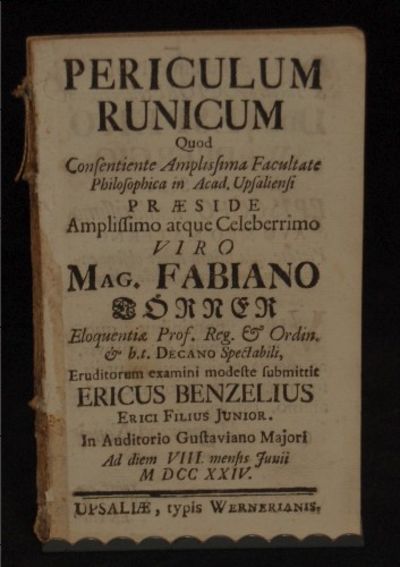 PERICULUM
RUNICUM
Quod
Consentiente Amplissima Facultate
Philosophica in Acad. Upsaliensi
PRÆSIDE
Amplissimo atque Celeberrimo
VIRO
MAG. FABIANO
TÖRNER
Eloquentiæ Prof. Reg. & Ordin.
& h.t. DECANO Spectabili,
Eruditorum examini modeste submittit
ERICUS BENZELIUS
ERICI FILIUS JUNIOR.
In Auditorio Gustaviano Majori
Ad diem VIII. mensis Junii
M DCC XXIV.
UPSALIÆ, typis WERNERIANIS.